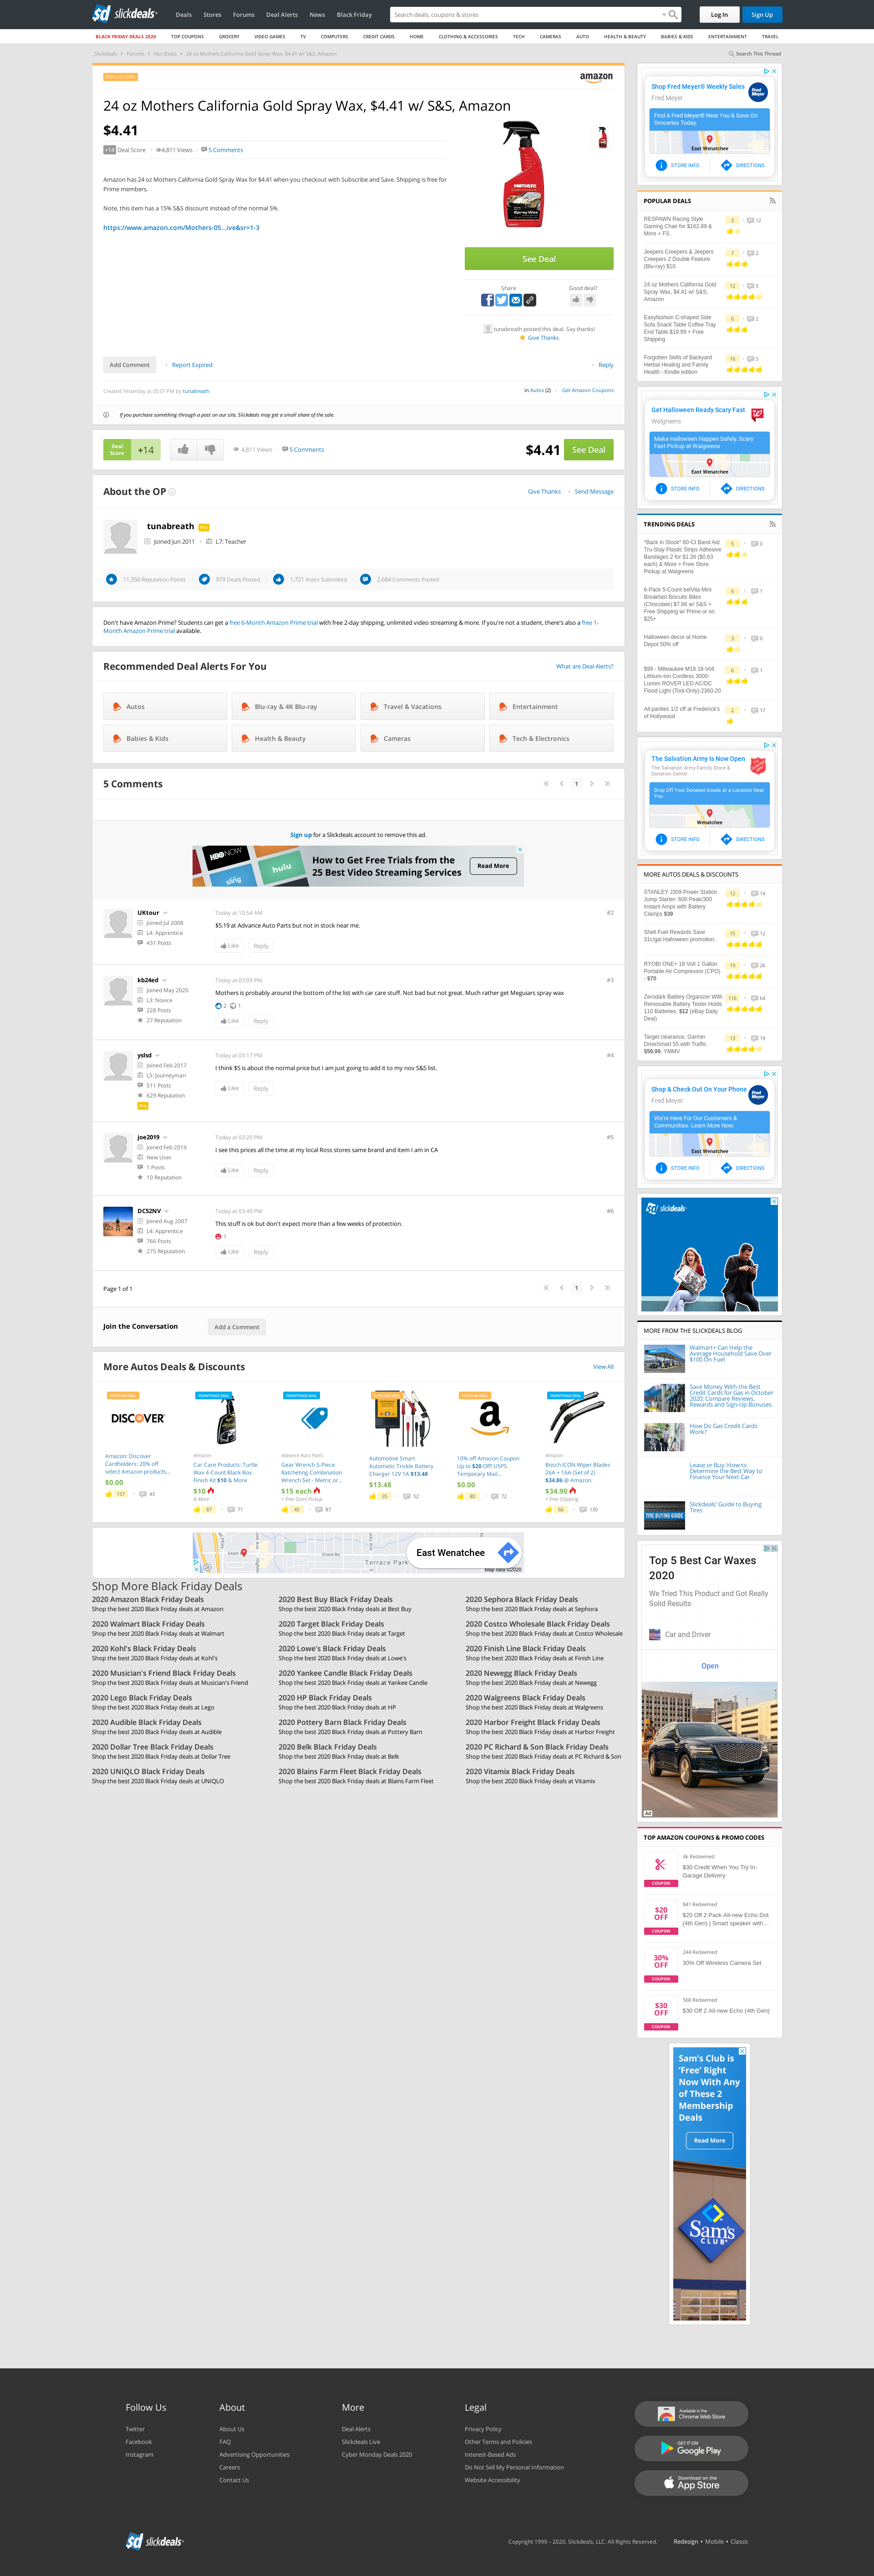 slickdeals
Deals Stores Forums Deal Alerts News Black Friday
Search deals, coupons & stores
Log In Sign Up
BLACK FRIDAY DEALS 2020 TOP COUPONS GROCERY VIDEO GAMES TV COMPUTERS CREDIT CARDS HOME CLOTHING & ACCESSORIES TECH CAMERAS AUTO HEALTH & BEAUTY BABIES & KIDS ENTERTAINMENT TRAVEL
Slickdeals Forums Hot Deals 24 oz Mothers California Gold Spray Wax, $4.41 w/ S&S, Amazon
Search This Thread
POPULAR DEAL
amazon
24 oz Mothers California Gold Spray Wax, $4.41 w/ S&S, Amazon
$4.41
+14 Deal Score 4,811 Views 5 Comments
Amazon has 24 oz Mothers California Gold Spray Wax for $4.41 when you checkout with Subscribe and Save. Shipping is free for
Prime members.
Note, this item has a 15% S&S discount instead of the normal 5%.
https://www.amazon.com/Mothers-05...ive&sr=1-3
MOTHERS
Spray Wax
See Deal
Share Good deal?
tunabreath posted this deal. Say thanks!
Give Thanks
Add Comment Report Expired Reply
Created Yesterday at 05:07 PM by tunabreath
in Autos (2) Get Amazon Coupons
If you purchase something through a post on our site, Slickdeals may get a small share of the sale.
Deal Score +14
4,811 Views 5 Comments
$4.41 See Deal
About the OP
Give Thanks Send Message
tunabreath Pro
Joined Jun 2011 L7: Teacher
11,356 Reputation Points 979 Deals Posted 1,721 Votes Submitted 2,684 Comments Posted
Don't have Amazon Prime? Students can get a free 6-Month Amazon Prime trial with free 2-day shipping, unlimited video streaming & more. If you're not a student, there's also a free 1-
Month Amazon Prime trial available.
Recommended Deal Alerts For You
What are Deal Alerts?
Autos Blu-ray & 4K Blu-ray Travel & Vacations Entertainment
Babies & Kids Health & Beauty Cameras Tech & Electronics
5 Comments
1
Sign up for a Slickdeals account to remove this ad.
HBO NOW
sling
hulu
How to Get Free Trials from the
25 Best Video Streaming Services
Read More
UKtour
Joined Jul 2008
L4: Apprentice
431 Posts
Today at 10:54 AM
#2
$5.19 at Advance Auto Parts but not in stock near me.
Like Reply
kb24ed
Joined May 2020
L3: Novice
228 Posts
27 Reputation
Today at 03:09 PM
#3
Mothers is probably around the bottom of the list with car care stuff. Not bad but not great. Much rather get Meguiars spray wax
2 1
Like Reply
yslsd
Joined Feb 2017
L5: Journeyman
511 Posts
629 Reputation
Pro
Today at 03:17 PM
#4
I think $5 is about the normal price but I am just going to add it to my nov S&S list.
Like Reply
joe2019
Joined Feb 2019
New User
1 Posts
10 Reputation
Today at 03:20 PM
#5
I see this prices all the time at my local Ross stores same brand and item I am in CA
Like Reply
DC52NV
Joined Aug 2007
L4: Apprentice
766 Posts
275 Reputation
Today at 03:49 PM
#6
This stuff is ok but don't expect more than a few weeks of protection.
1
Like Reply
Page 1 of 1
1
Join the Conversation
Add a Comment
More Autos Deals & Discounts
View All
POPULAR DEAL
DISCOVER
Amazon: Discover
Cardholders: 20% off
select Amazon products...
$0.00
157 43
FRONTPAGE DEAL
Amazon
Car Care Products: Turtle
Wax 4-Count Black Box
Finish Kit $10 & More
$10
& More
87 71
FRONTPAGE DEAL
Advance Auto Parts
Gear Wrench 5-Piece
Ratcheting Combination
Wrench Set - Metric or...
$15 each
+ Free Store Pickup
45 87
POPULAR DEAL
Automotive Smart
Automatic Trickle Battery
Charger 12V 1A $13.48
$13.48
35 52
POPULAR DEAL
10% off Amazon Coupon
Up to $20 Off! USPS
Temporary Mail...
$0.00
80 72
FRONTPAGE DEAL
Amazon
Bosch ICON Wiper Blades
26A + 16A (Set of 2)
$34.86 @ Amazon
$34.90
+ Free Shipping
66 130
Grant Rd
Terrace Park
East Wenatchee
Map data ©2020
Shop More Black Friday Deals
2020 Amazon Black Friday Deals
Shop the best 2020 Black Friday deals at Amazon
2020 Best Buy Black Friday Deals
Shop the best 2020 Black Friday deals at Best Buy
2020 Sephora Black Friday Deals
Shop the best 2020 Black Friday deals at Sephora
2020 Walmart Black Friday Deals
Shop the best 2020 Black Friday deals at Walmart
2020 Target Black Friday Deals
Shop the best 2020 Black Friday deals at Target
2020 Costco Wholesale Black Friday Deals
Shop the best 2020 Black Friday deals at Costco Wholesale
2020 Kohl's Black Friday Deals
Shop the best 2020 Black Friday deals at Kohl's
2020 Lowe's Black Friday Deals
Shop the best 2020 Black Friday deals at Lowe's
2020 Finish Line Black Friday Deals
Shop the best 2020 Black Friday deals at Finish Line
2020 Musician's Friend Black Friday Deals
Shop the best 2020 Black Friday deals at Musician's Friend
2020 Yankee Candle Black Friday Deals
Shop the best 2020 Black Friday deals at Yankee Candle
2020 Newegg Black Friday Deals
Shop the best 2020 Black Friday deals at Newegg
2020 Lego Black Friday Deals
Shop the best 2020 Black Friday deals at Lego
2020 HP Black Friday Deals
Shop the best 2020 Black Friday deals at HP
2020 Walgreens Black Friday Deals
Shop the best 2020 Black Friday deals at Walgreens
2020 Audible Black Friday Deals
Shop the best 2020 Black Friday deals at Audible
2020 Pottery Barn Black Friday Deals
Shop the best 2020 Black Friday deals at Pottery Barn
2020 Harbor Freight Black Friday Deals
Shop the best 2020 Black Friday deals at Harbor Freight
2020 Dollar Tree Black Friday Deals
Shop the best 2020 Black Friday deals at Dollar Tree
2020 Belk Black Friday Deals
Shop the best 2020 Black Friday deals at Belk
2020 PC Richard & Son Black Friday Deals
Shop the best 2020 Black Friday deals at PC Richard & Son
2020 UNIQLO Black Friday Deals
Shop the best 2020 Black Friday deals at UNIQLO
2020 Blains Farm Fleet Black Friday Deals
Shop the best 2020 Black Friday deals at Blains Farm Fleet
2020 Vitamix Black Friday Deals
Shop the best 2020 Black Friday deals at Vitamix
Shop Fred Meyer® Weekly Sales
Fred Meyer
Find A Fred Meyer® Near You & Save On
Groceries Today.
East Wenatchee
STORE INFO DIRECTIONS
POPULAR DEALS
RESPAWN Racing Style
Gaming Chair for $162.89 &
More + FS
3 12
Jeepers Creepers & Jeepers
Creepers 2 Double Feature
(Blu-ray) $10
7 2
24 oz Mothers California Gold
Spray Wax, $4.41 w/ S&S,
Amazon
12 5
Easyfashion C-shaped Side
Sofa Snack Table Coffee Tray
End Table $19.99 + Free
Shipping
6 2
Forgotten Skills of Backyard
Herbal Healing and Family
Health - Kindle edition
16 5
Get Halloween Ready Scary Fast
Walgreens
Make Halloween Happen Safely. Scary
Fast Pickup at Walgreens
East Wenatchee
STORE INFO DIRECTIONS
TRENDING DEALS
*Back in Stock* 60-Ct Band Aid
Tru-Stay Plastic Strips Adhesive
Bandages 2 for $1.26 ($0.63
each) & More + Free Store
Pickup at Walgreens
5 0
6-Pack 5-Count belVita Mini
Breakfast Biscuits Bites
(Chocolate) $7.86 w/ S&S +
Free Shipping w/ Prime or on
$25+
6 1
Halloween decor at Home
Depot 50% off
3 0
$99 - Milwaukee M18 18-Volt
Lithium-Ion Cordless 3000-
Lumen ROVER LED AC/DC
Flood Light (Tool-Only)-2360-20
6 1
All panties 1/2 off at Frederick's
of Hollywood
2 17
The Salvation Army Is Now Open
The Salvation Army Family Store &
Donation Center
Drop Off Your Donated Goods at a Location Near
You
Wenatchee
STORE INFO DIRECTIONS
MORE AUTOS DEALS & DISCOUNTS
STANLEY J309 Power Station
Jump Starter: 600 Peak/300
Instant Amps with Battery
Clamps $39
12 14
Shell Fuel Rewards Save
31c/gal Halloween promotion.
15 12
RYOBI ONE+ 18 Volt 1 Gallon
Portable Air Compressor (CPO)
- $70
19 26
Zerodark Battery Organizer With
Removable Battery Tester Holds
110 Batteries. $12 (eBay Daily
Deal)
116 64
Target clearance, Garmin
DriveSmart 55 with Traffic
$59.99. YMMV
13 19
Shop & Check Out On Your Phone
Fred Meyer
We're Here For Our Customers &
Communities. Learn More Now.
East Wenatchee
STORE INFO DIRECTIONS
slickdeals
MORE FROM THE SLICKDEALS BLOG
Walmart+ Can Help the
Average Household Save Over
$100 On Fuel
Save Money With the Best
Credit Cards for Gas in October
2020: Compare Reviews,
Rewards and Sign-Up Bonuses
How Do Gas Credit Cards
Work?
Lease or Buy: How to
Determine the Best Way to
Finance Your Next Car
TIRE BUYING GUIDE
Slickdeals' Guide to Buying
Tires
Top 5 Best Car Waxes
2020
We Tried This Product and Got Really
Solid Results
Car and Driver
Open
Ad
TOP AMAZON COUPONS & PROMO CODES
COUPON
4k Redeemed
$30 Credit When You Try In-
Garage Delivery
$20 OFF
COUPON
841 Redeemed
$20 Off 2 Pack All-new Echo Dot
(4th Gen) | Smart speaker with...
30% OFF
COUPON
244 Redeemed
30% Off Wireless Camera Set
$30 OFF
COUPON
568 Redeemed
$30 Off 2 All-new Echo (4th Gen)
Sam's Club is
'Free' Right
Now With Any
of These 2
Membership
Deals
Read More
Sam's
CLUB
Follow Us
Twitter
Facebook
Instagram
About
About Us
FAQ
Advertising Opportunities
Careers
Contact Us
More
Deal Alerts
Slickdeals Live
Cyber Monday Deals 2020
Legal
Privacy Policy
Other Terms and Policies
Interest-Based Ads
Do Not Sell My Personal Information
Website Accessibility
Available in the
Chrome Web Store
GET IT ON
Google Play
Download on the
App Store
slickdeals
Copyright 1999 - 2020. Slickdeals, LLC. All Rights Reserved. Redesign • Mobile • Classic